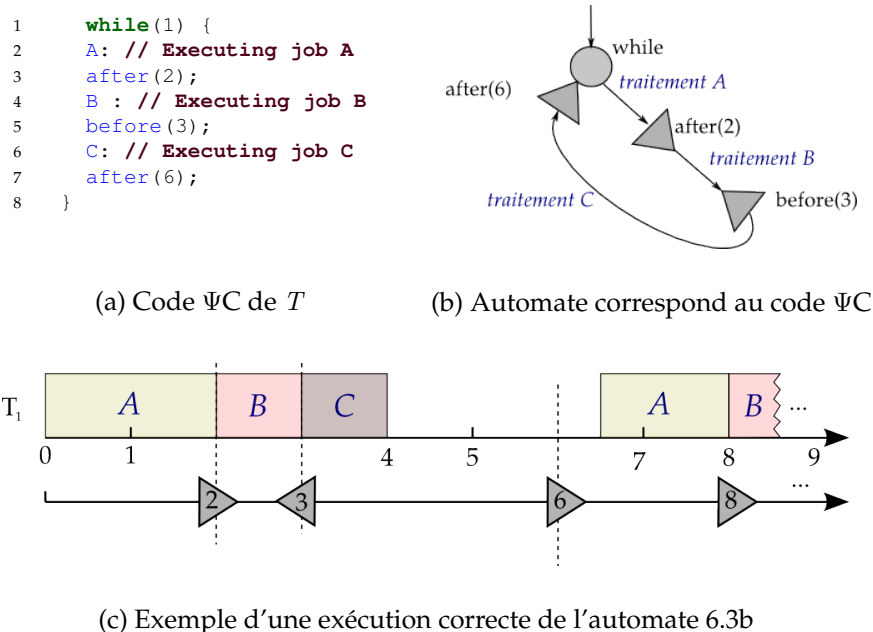 1 while(1) {
2 A: // Executing job A
3 after(2);
4 B : // Executing job B
5 before(3);
6 C: // Executing job C
7 after(6);
8 }
while
traitement A
after(6)
after(2)
traitement B
traitement C
before(3)
(a) Code ΨC de T
(b) Automate correspond au code ΨC
T1
A B C A B ...
0 1 4 5 7 8 9
2 3 6 8 ...
(c) Exemple d'une exécution correcte de l'automate 6.3b